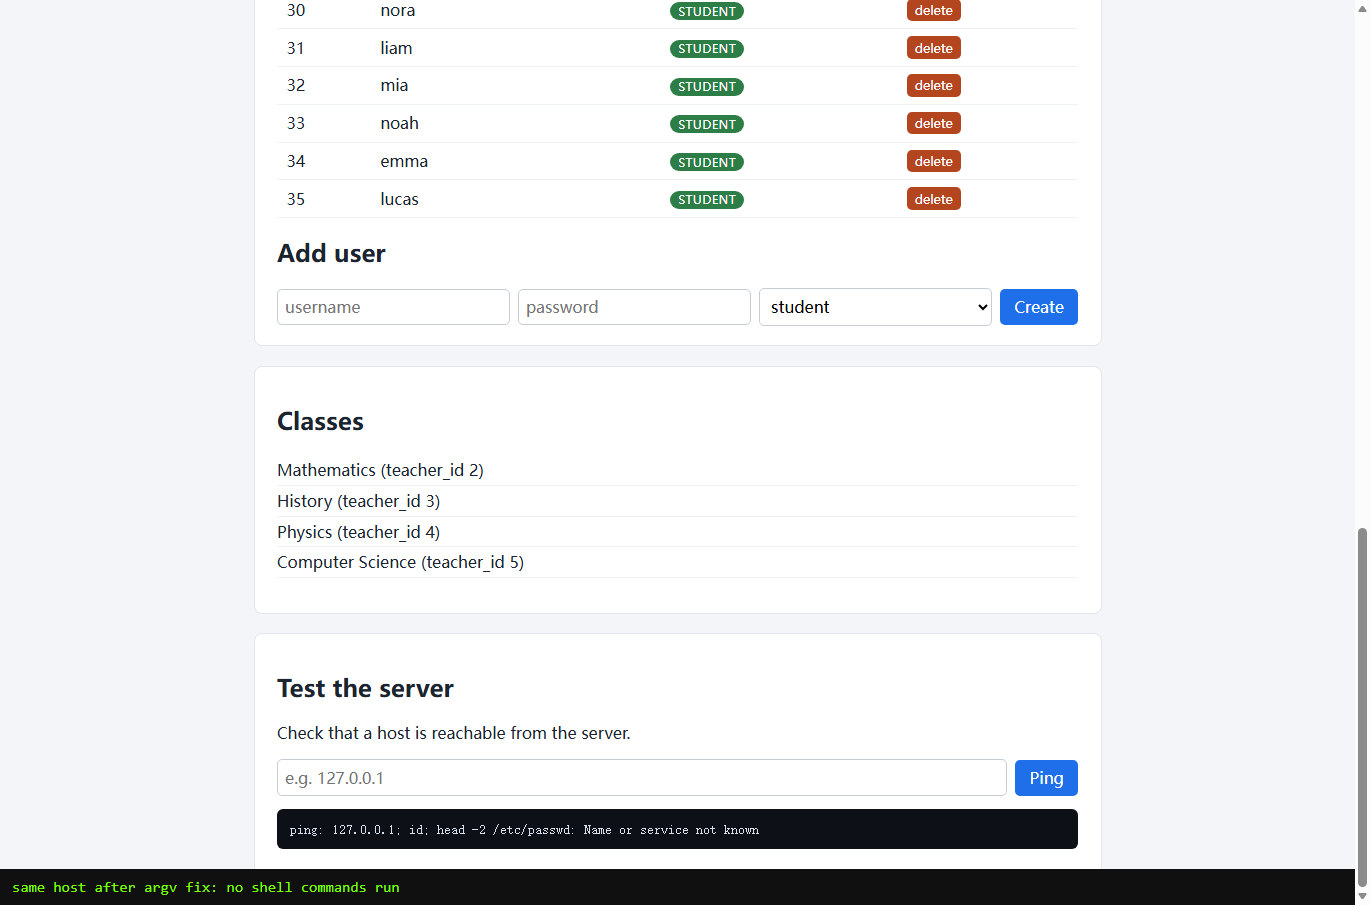 30 nora STUDENT delete
31 liam STUDENT delete
32 mia STUDENT delete
33 noah STUDENT delete
34 emma STUDENT delete
35 lucas STUDENT delete
Add user
username password student Create
Classes
Mathematics (teacher_id 2)
History (teacher_id 3)
Physics (teacher_id 4)
Computer Science (teacher_id 5)
Test the server
Check that a host is reachable from the server.
e.g. 127.0.0.1 Ping
ping: 127.0.0.1; id; head -2 /etc/passwd: Name or service not known
same host after argv fix: no shell commands run